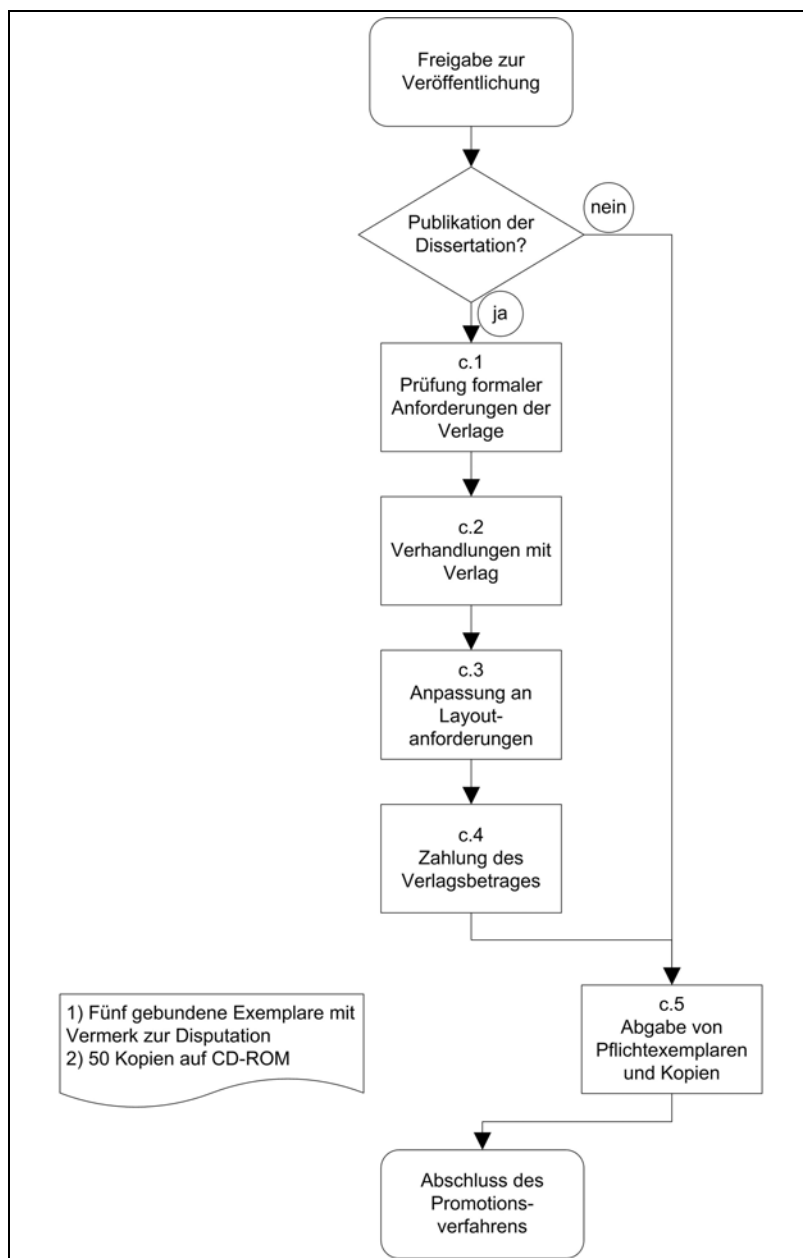 Freigabe zur
Veröffentlichung
Publikation der
Dissertation?
nein
ja
c.1
Prüfung formaler
Anforderungen der
Verlage
c.2
Verhandlungen mit
Verlag
c.3
Anpassung an
Layout-
anforderungen
c.4
Zahlung des
Verlagsbetrages
1) Fünf gebundene Exemplare mit
Vermerk zur Disputation
2) 50 Kopien auf CD-ROM
c.5
Abgabe von
Pflichtexemplaren
und Kopien
Abschluss des
Promotions-
verfahrens